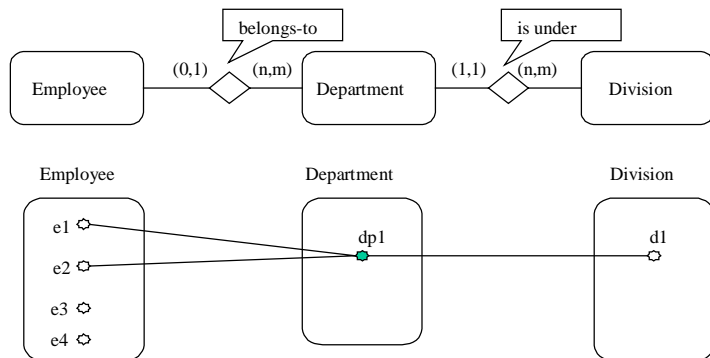 belongs-to
is under
(0,1) (n,m) (1,1) (n,m)
Employee Department Division
Employee Department Division
e1
dp1 d1
e2
e3
e4